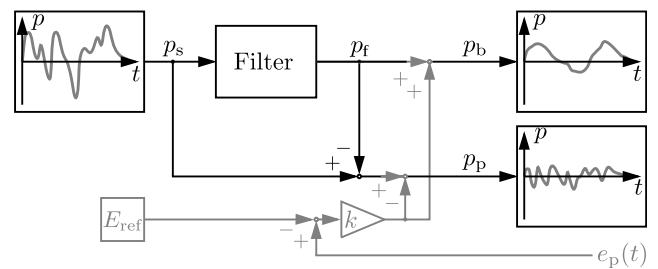 p
t
p_s
Filter
p_f
p_b
p
t
+
+
−
+
p_p
+
−
p
t
E_ref
−
+
k
e_p(t)